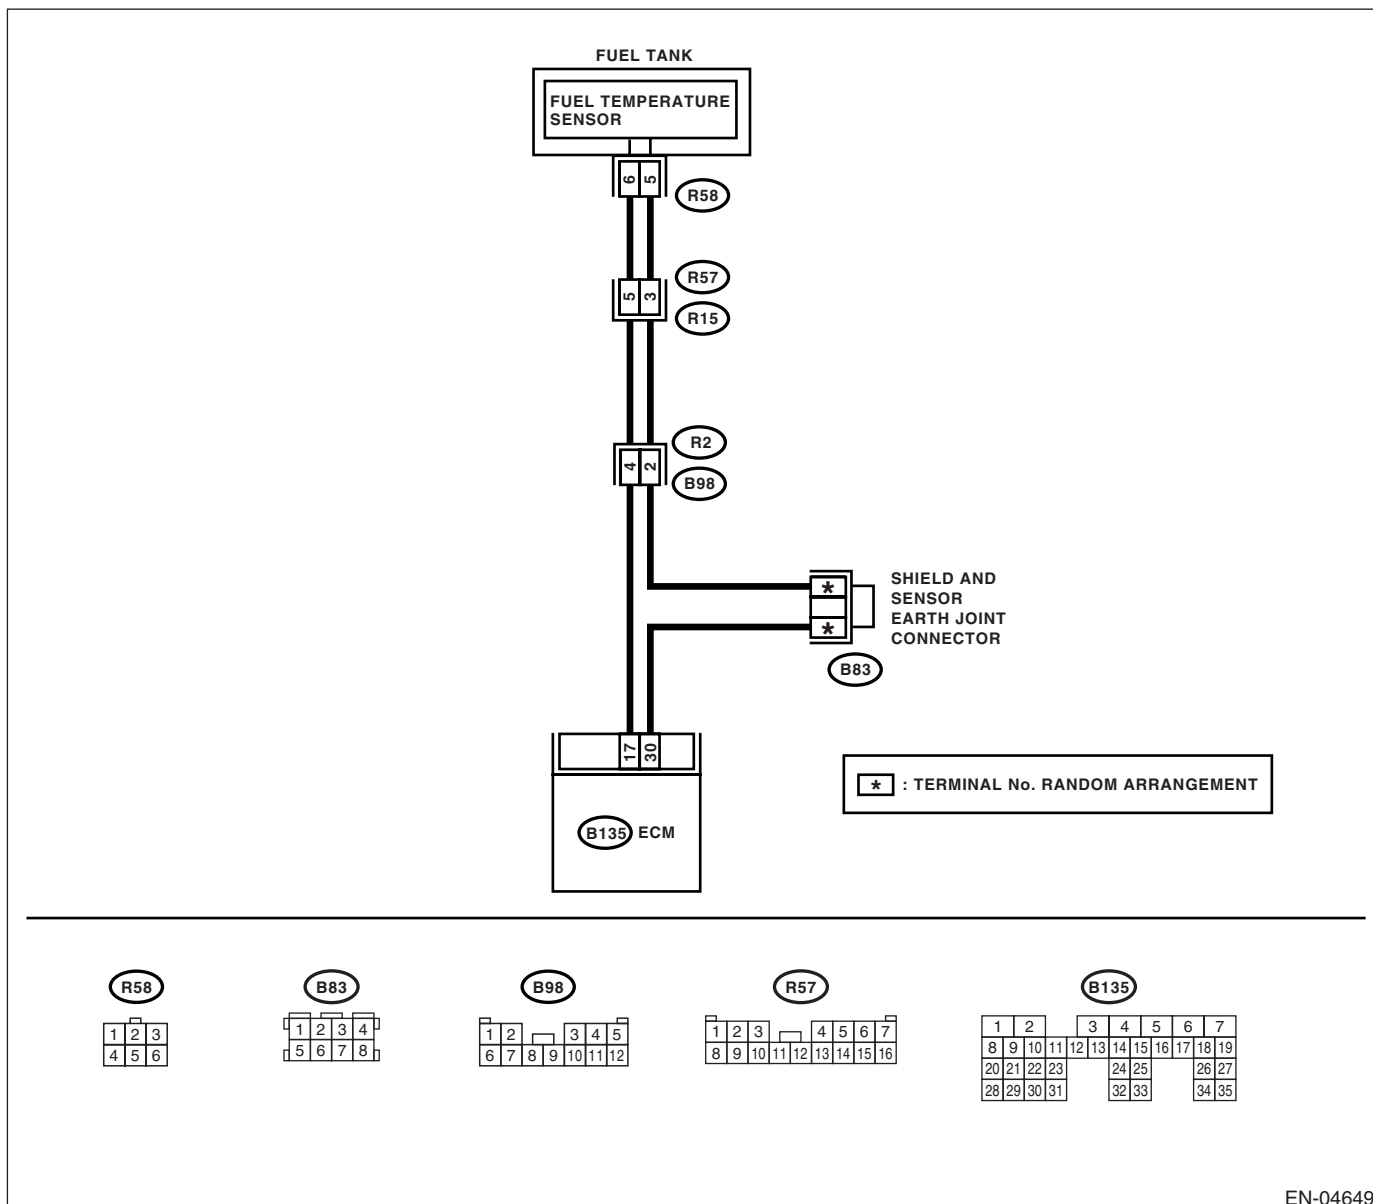 FUEL TANK
FUEL TEMPERATURE
SENSOR
6 5
R58
R57
5 3
R15
R2
4 2
B98
SHIELD AND
SENSOR
EARTH JOINT
CONNECTOR
*
*
B83
17 30
* : TERMINAL No. RANDOM ARRANGEMENT
B135 ECM
R58
1 2 3
4 5 6
B83
1 2 3 4
5 6 7 8
B98
1 2 3 4 5
6 7 8 9 10 11 12
R57
1 2 3 4 5 6 7
8 9 10 11 12 13 14 15 16
B135
1 2 3 4 5 6 7
8 9 10 11 12 13 14 15 16 17 18 19
20 21 22 23 24 25 26 27
28 29 30 31 32 33 34 35
EN-04649